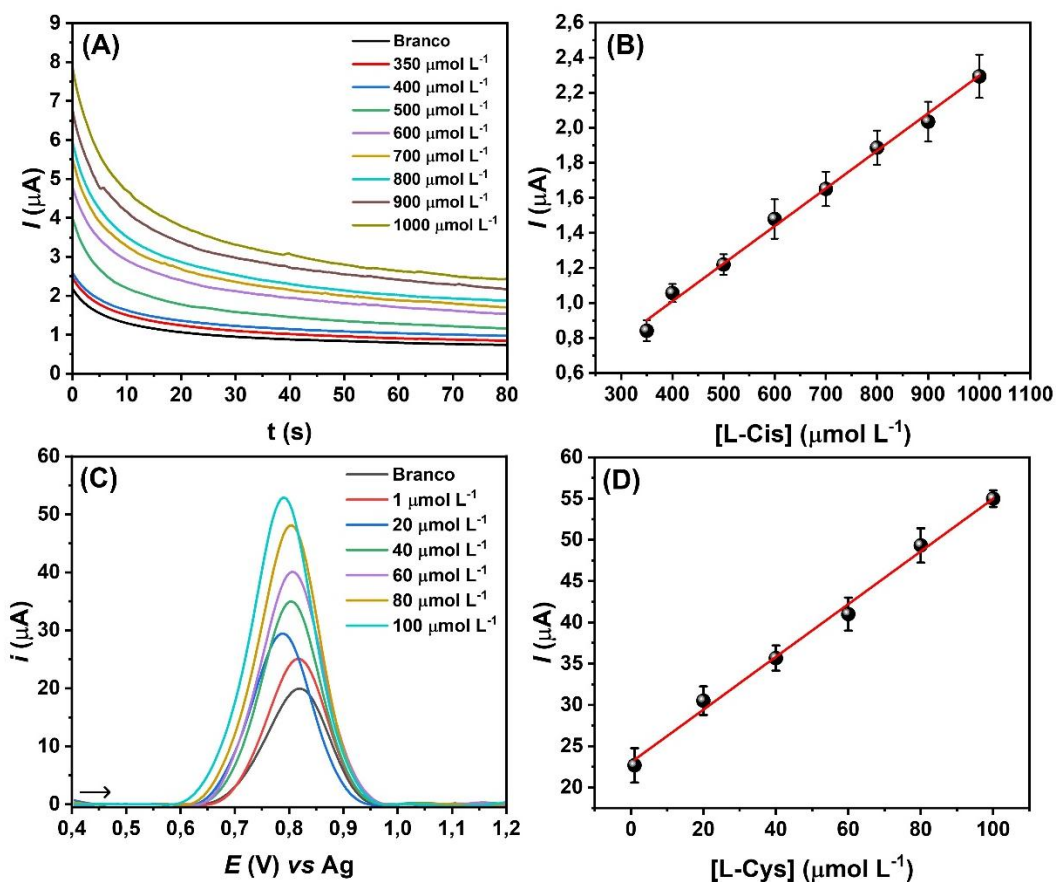 (A)
Branco
350 μmol L⁻¹
400 μmol L⁻¹
500 μmol L⁻¹
600 μmol L⁻¹
700 μmol L⁻¹
800 μmol L⁻¹
900 μmol L⁻¹
1000 μmol L⁻¹
I (μA)
9
8
7
6
5
4
3
2
1
0
0 10 20 30 40 50 60 70 80
t (s)
(B)
I (μA)
2,6
2,4
2,2
2,0
1,8
1,6
1,4
1,2
1,0
0,8
0,6
300 400 500 600 700 800 900 1000 1100
[L-Cis] (μmol L⁻¹)
(C)
Branco
1 μmol L⁻¹
20 μmol L⁻¹
40 μmol L⁻¹
60 μmol L⁻¹
80 μmol L⁻¹
100 μmol L⁻¹
i (μA)
60
50
40
30
20
10
0
0,4 0,5 0,6 0,7 0,8 0,9 1,0 1,1 1,2
E (V) vs Ag
(D)
I (μA)
60
55
50
45
40
35
30
25
20
0 20 40 60 80 100
[L-Cys] (μmol L⁻¹)